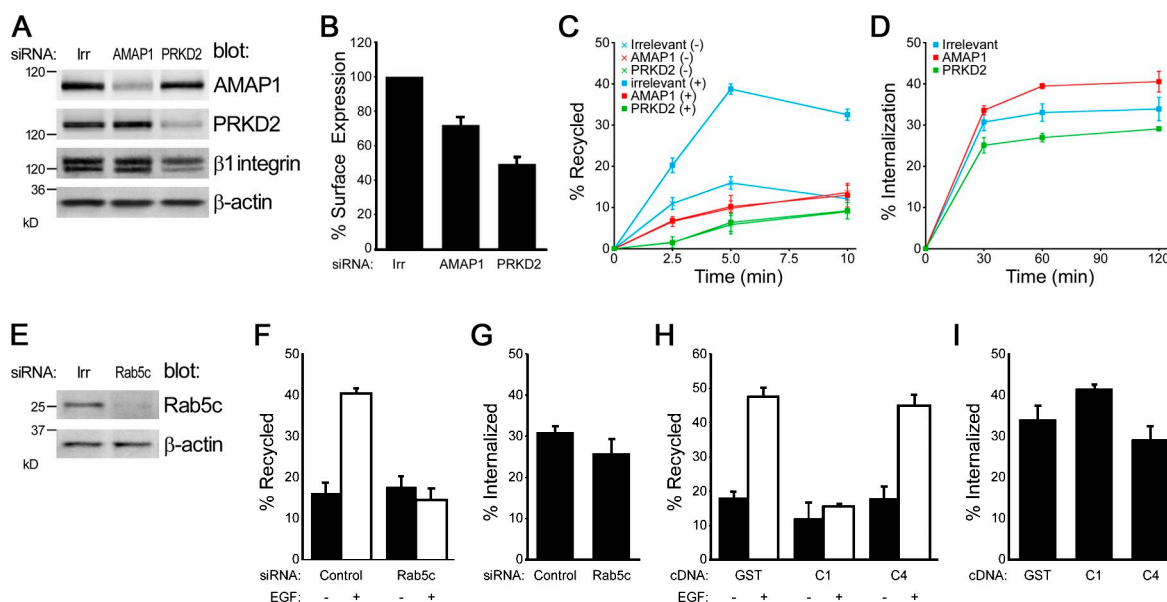 A
siRNA: Irr AMAP1 PRKD2 blot:
120
AMAP1
120
PRKD2
120
β1 integrin
36
β-actin
kD
B
% Surface Expression
120
100
80
60
40
20
0
siRNA: Irr AMAP1 PRKD2
C
% Recycled
50
40
30
20
10
0
Irrelevant (-)
AMAP1 (-)
PRKD2 (-)
irrelevant (+)
AMAP1 (+)
PRKD2 (+)
0 2.5 5.0 7.5 10
Time (min)
D
% Internalization
50
40
30
20
10
0
Irrelevant
AMAP1
PRKD2
0 30 60 90 120
Time (min)
E
siRNA: Irr Rab5c blot:
25
Rab5c
37
β-actin
kD
F
% Recycled
50
40
30
20
10
0
siRNA: Control Rab5c
EGF: - + - +
G
% Internalized
50
40
30
20
10
0
siRNA: Control Rab5c
H
% Recycled
60
50
40
30
20
10
0
cDNA: GST C1 C4
EGF: - + - + - +
I
% Internalized
50
40
30
20
10
0
cDNA: GST C1 C4